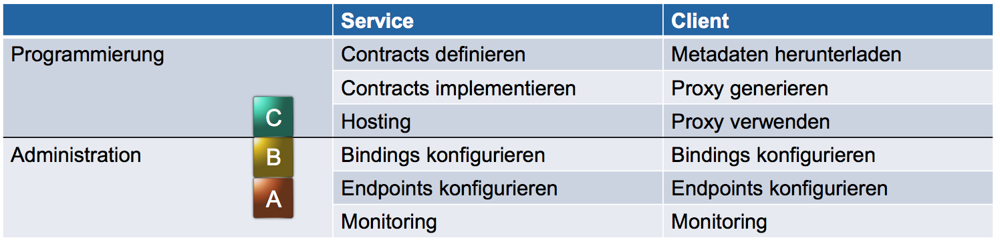 Service Client
Programmierung Contracts definieren Metadaten herunterladen
Contracts implementieren Proxy generieren
C Hosting Proxy verwenden
Administration B Bindings konfigurieren Bindings konfigurieren
A Endpoints konfigurieren Endpoints konfigurieren
Monitoring Monitoring